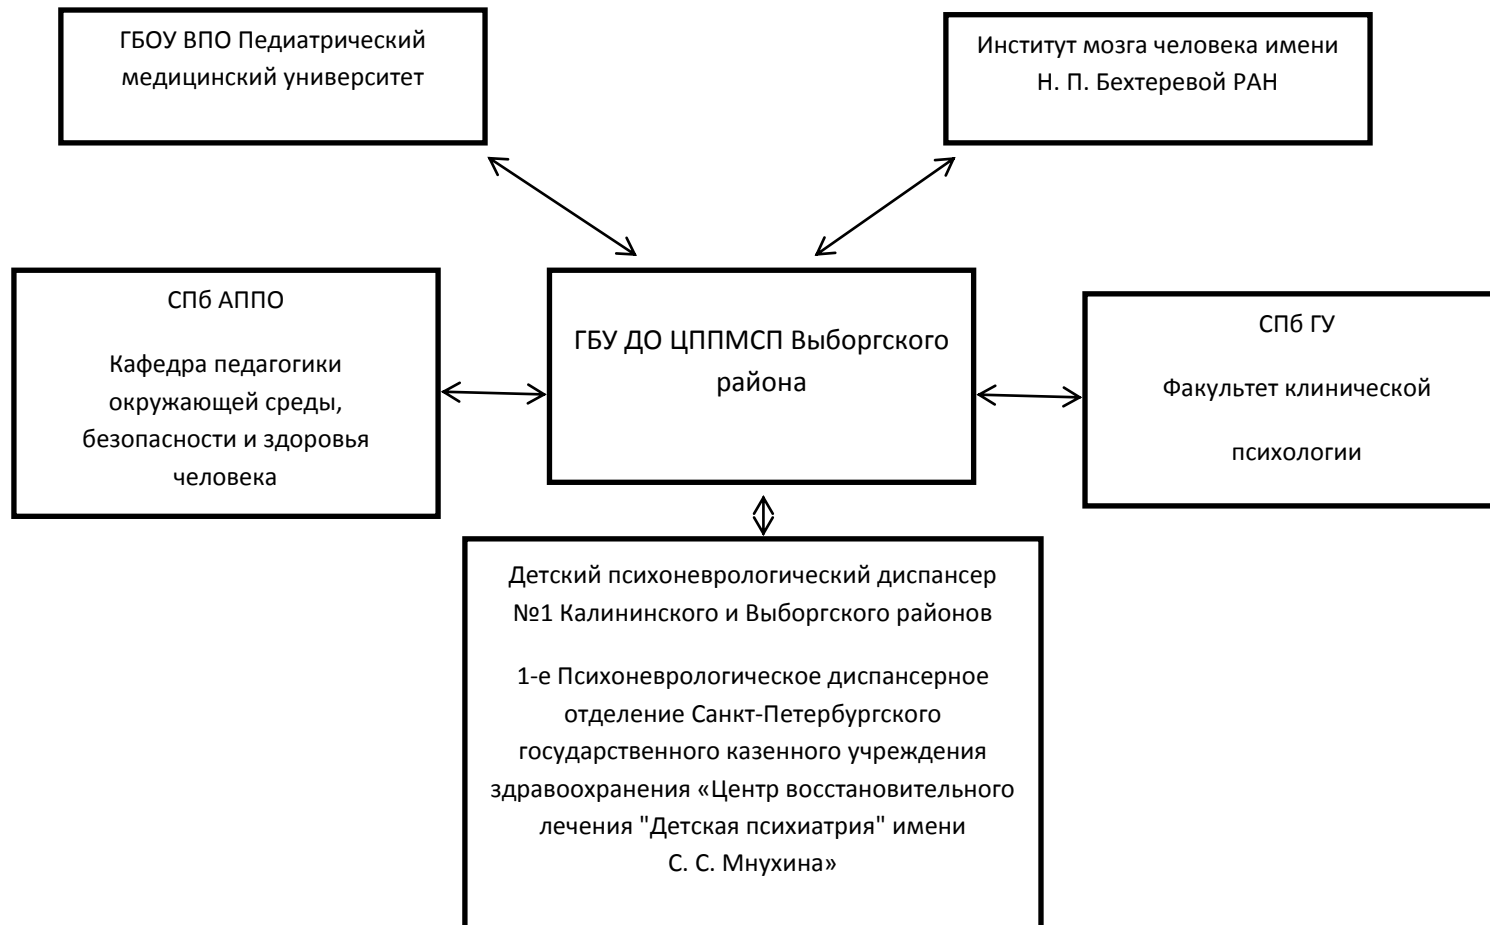 ГБОУ ВПО Педиатрический
медицинский университет
Институт мозга человека имени
Н. П. Бехтеревой РАН
СПб АППО
Кафедра педагогики
окружающей среды,
безопасности и здоровья
человека
ГБУ ДО ЦППМСП Выборгского
района
СПб ГУ
Факультет клинической
психологии
Детский психоневрологический диспансер
№1 Калининского и Выборгского районов
1-е Психоневрологическое диспансерное
отделение Санкт-Петербургского
государственного казенного учреждения
здравоохранения «Центр восстановительного
лечения "Детская психиатрия" имени
С. С. Мнухина»